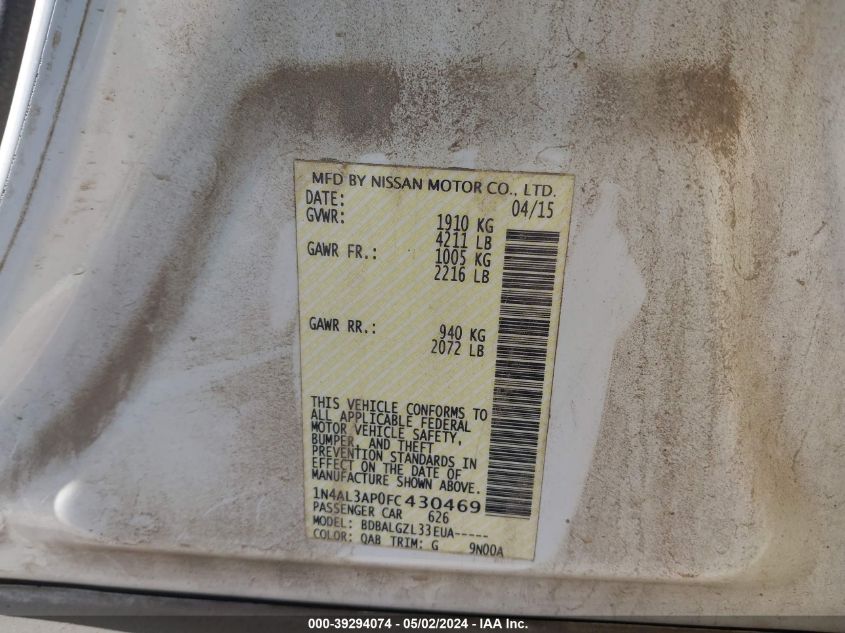 MFD BY NISSAN MOTOR CO., LTD.
DATE: 04/15
GVWR: 1910 KG
4211 LB
GAWR FR.: 1005 KG
2216 LB
GAWR RR.: 940 KG
2072 LB
THIS VEHICLE CONFORMS TO
ALL APPLICABLE FEDERAL
MOTOR VEHICLE SAFETY,
BUMPER, AND THEFT
PREVENTION STANDARDS IN
EFFECT ON THE DATE OF
MANUFACTURE SHOWN ABOVE.
1N4AL3AP0FC430469
PASSENGER CAR 626
MODEL: BDBALGZL33EUA-----
COLOR: QAB TRIM: G 9N00A
000-39294074 - 05/02/2024 - IAA Inc.